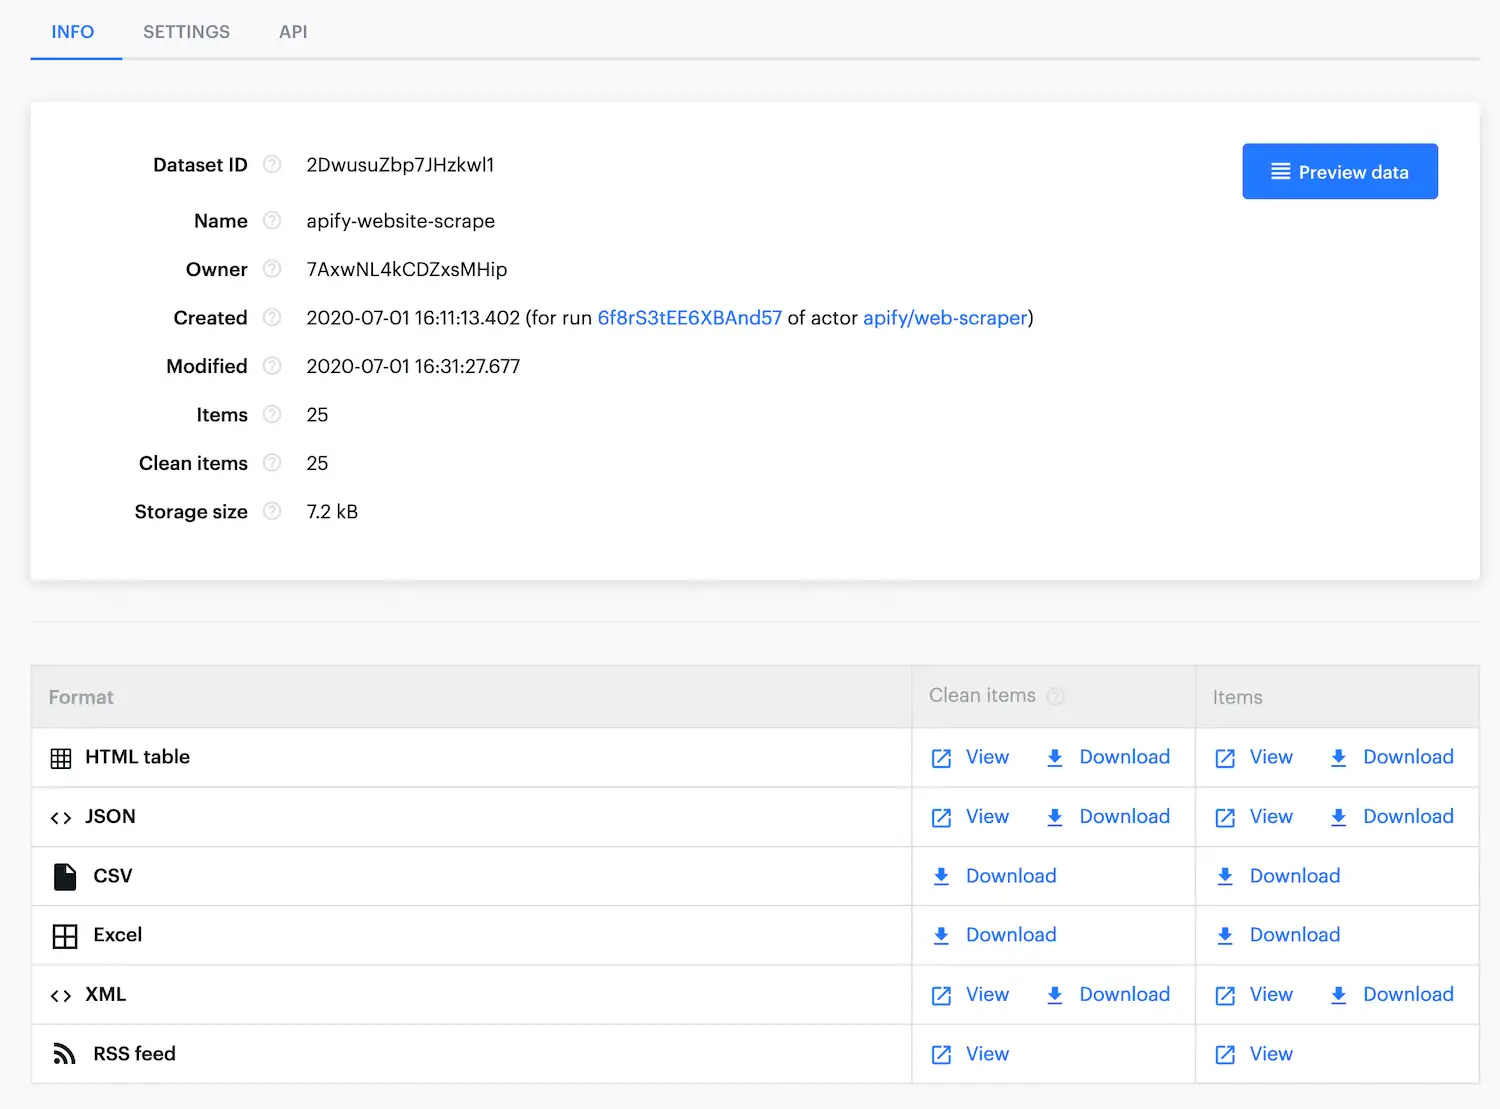 INFO SETTINGS API
Dataset ID 2DwusuZbp7JHzkwl1
Preview data
Name apify-website-scrape
Owner 7AxwNL4kCDZxsMHip
Created 2020-07-01 16:11:13.402 (for run 6f8rS3tEE6XBAnd57 of actor apify/web-scraper)
Modified 2020-07-01 16:31:27.677
Items 25
Clean items 25
Storage size 7.2 kB
Format Clean items Items
HTML table View Download View Download
JSON View Download View Download
CSV Download Download
Excel Download Download
XML View Download View Download
RSS feed View View